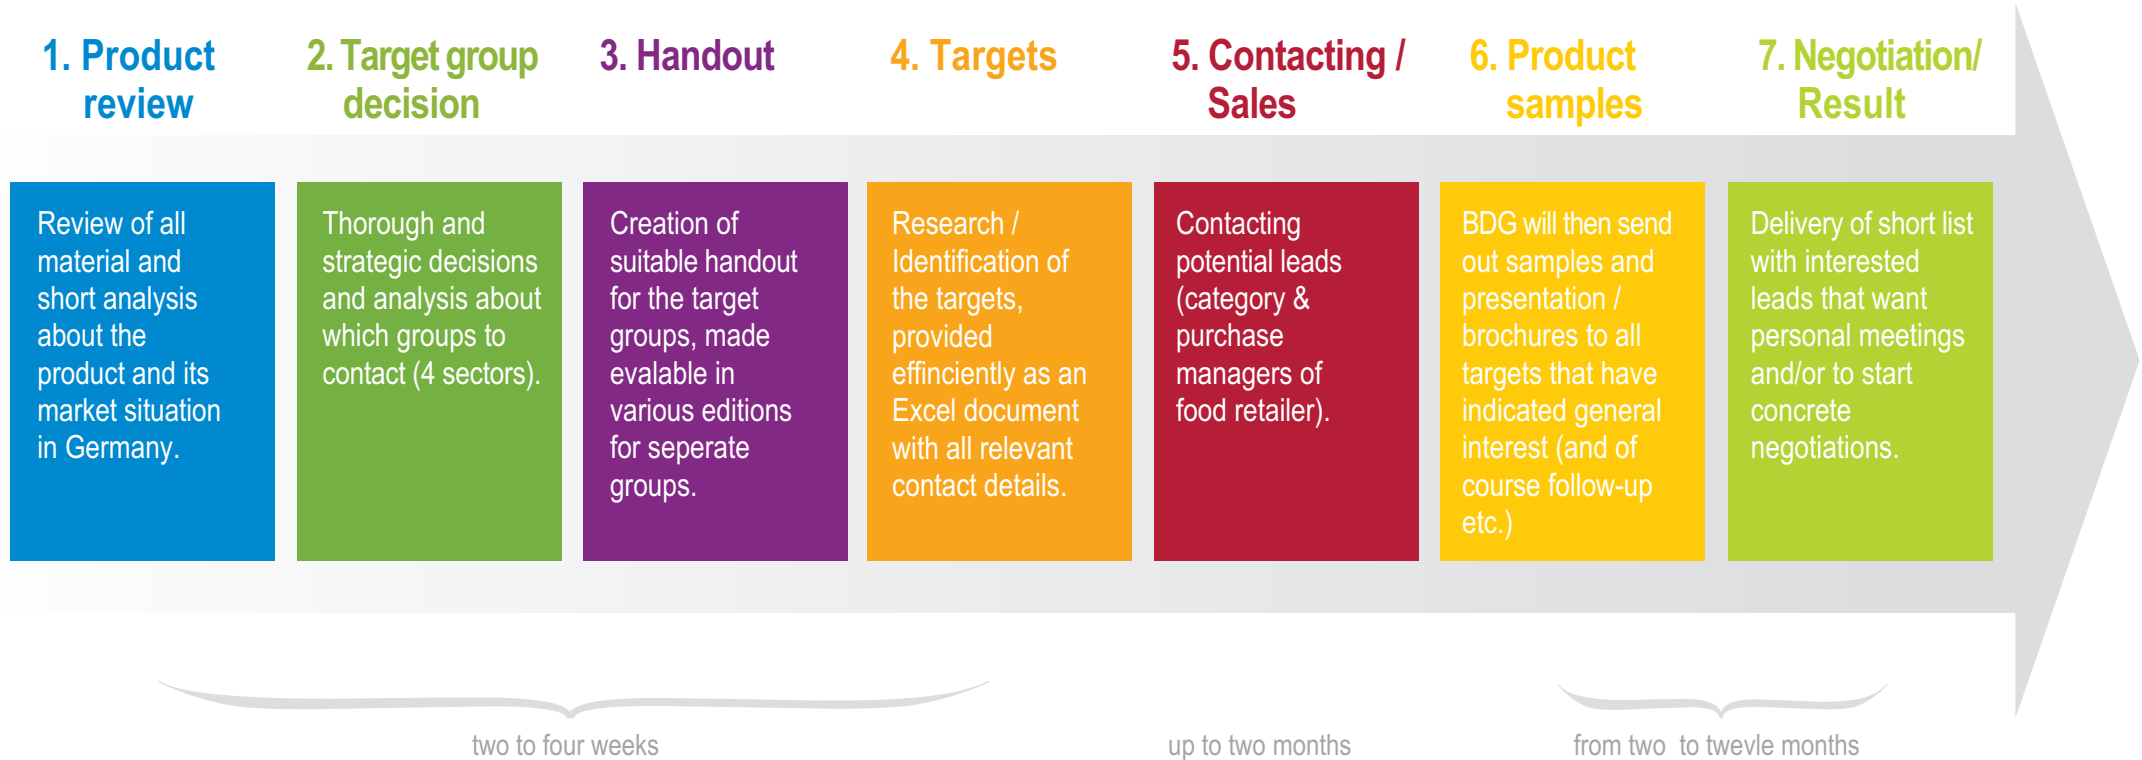 1. Product
review
2. Target group
decision
3. Handout
4. Targets
5. Contacting /
Sales
6. Product
samples
7. Negotiation/
Result
Review of all
material and
short analysis
about the
product and its
market situation
in Germany.
Thorough and
strategic decisions
and analysis about
which groups to
contact (4 sectors).
Creation of
suitable handout
for the target
groups, made
evalable in
various editions
for seperate
groups.
Research /
Identification of
the targets,
provided
effinciently as an
Excel document
with all relevant
contact details.
Contacting
potential leads
(category &
purchase
managers of
food retailer).
BDG will then send
out samples and
presentation /
brochures to all
targets that have
indicated general
interest (and of
course follow-up
etc.)
Delivery of short list
with interested
leads that want
personal meetings
and/or to start
concrete
negotiations.
two to four weeks
up to two months
from two  to twevle months